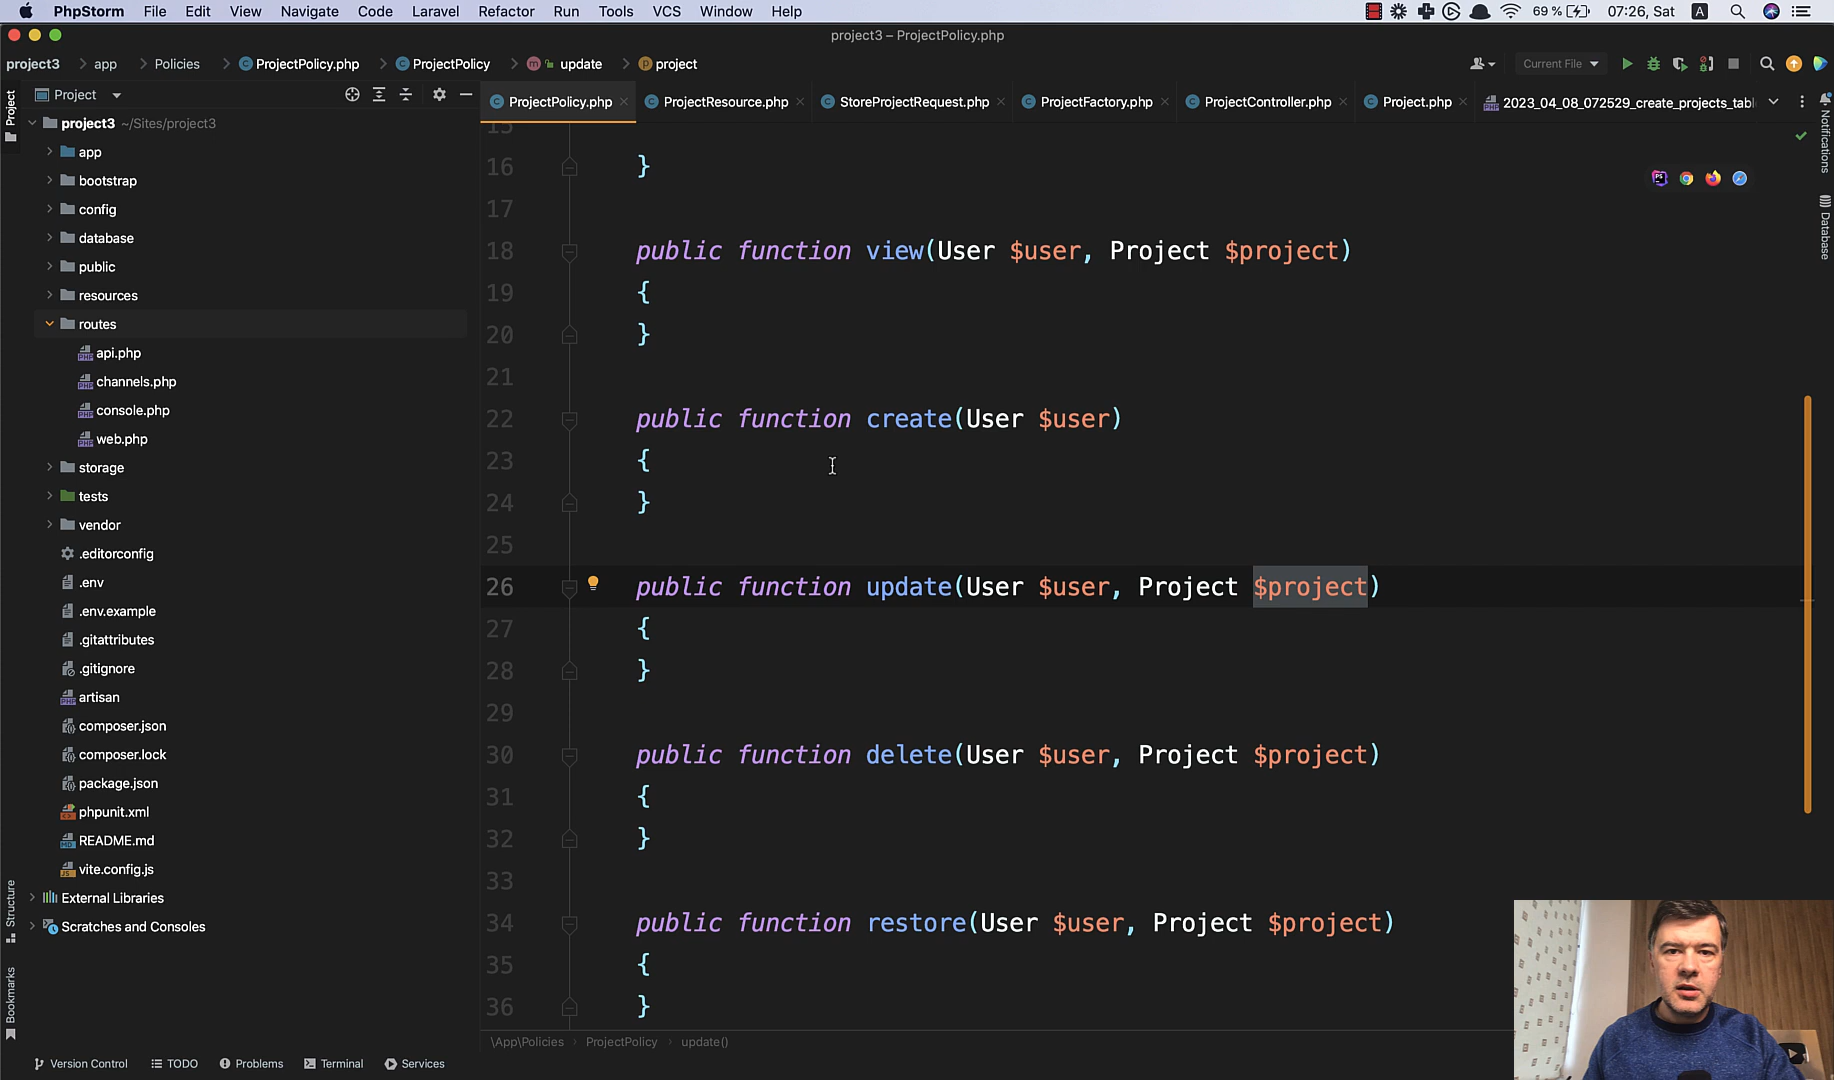 PhpStorm File Edit View Navigate Code Laravel Refactor Run Tools VCS Window Help 69 % 07:26, Sat A
project3 – ProjectPolicy.php
project3 app Policies ProjectPolicy.php ProjectPolicy m update p project Current File
Project
Project
ProjectPolicy.php ProjectResource.php StoreProjectRequest.php ProjectFactory.php ProjectController.php Project.php 2023_04_08_072529_create_projects_tabl
Notifications
Database
project3 ~/Sites/project3
app
bootstrap
config
database
public
resources
routes
api.php
channels.php
console.php
web.php
storage
tests
vendor
.editorconfig
.env
.env.example
.gitattributes
.gitignore
artisan
composer.json
composer.lock
package.json
phpunit.xml
README.md
vite.config.js
External Libraries
Scratches and Consoles
Structure
Bookmarks
15
16 }
17
18 public function view(User $user, Project $project)
19 {
20 }
21
22 public function create(User $user)
23 {
24 }
25
26 public function update(User $user, Project $project)
27 {
28 }
29
30 public function delete(User $user, Project $project)
31 {
32 }
33
34 public function restore(User $user, Project $project)
35 {
36 }
\App\Policies ProjectPolicy update()
Version Control TODO Problems Terminal Services